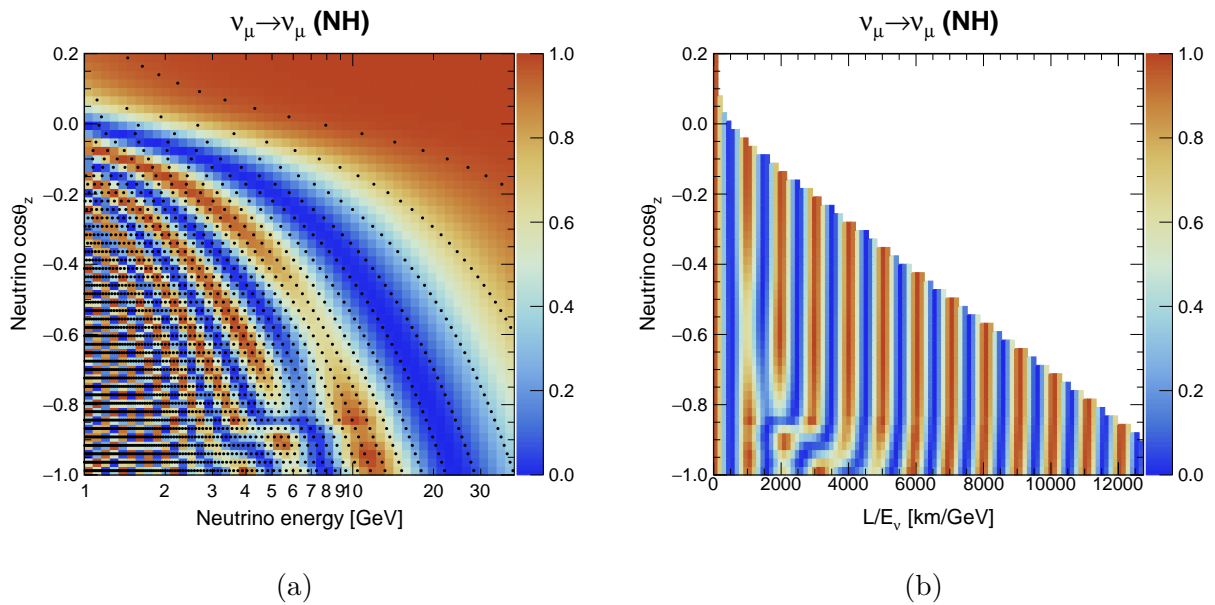 νμ→νμ (NH)
0.2
0.0
−0.2
−0.4
−0.6
−0.8
−1.0
Neutrino cosθz
1 2 3 4 5 6 7 8 910 20 30
Neutrino energy [GeV]
1.0
0.8
0.6
0.4
0.2
0.0
(a)
νμ→νμ (NH)
0.2
0.0
−0.2
−0.4
−0.6
−0.8
−1.0
Neutrino cosθz
0 2000 4000 6000 8000 10000 12000
L/Eν [km/GeV]
1.0
0.8
0.6
0.4
0.2
0.0
(b)